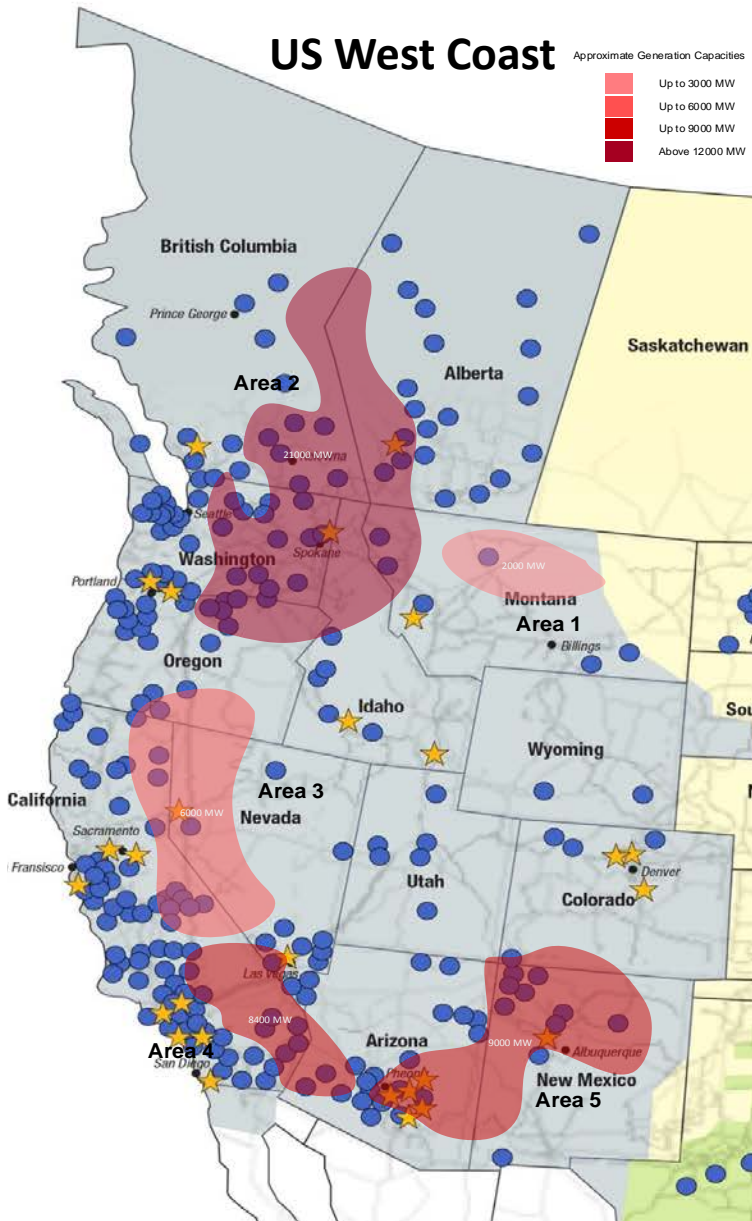 US West Coast
Approximate Generation Capacities
Up to 3000 MW
Up to 6000 MW
Up to 9000 MW
Above 12000 MW
British Columbia
Prince George
Saskatchewan
Alberta
Area 2
21000 MW
Seattle
Spokane
Washington
2000 MW
Portland
Montana
Area 1
Billings
Oregon
Idaho
Sou
Wyoming
California
Area 3
6000 MW
Nevada
Sacramento
Fransisco
Utah
Denver
Colorado
Las Vegas
8400 MW
Arizona
9000 MW
Area 4
Albuquerque
San Diego
Pheonix
New Mexico
Area 5